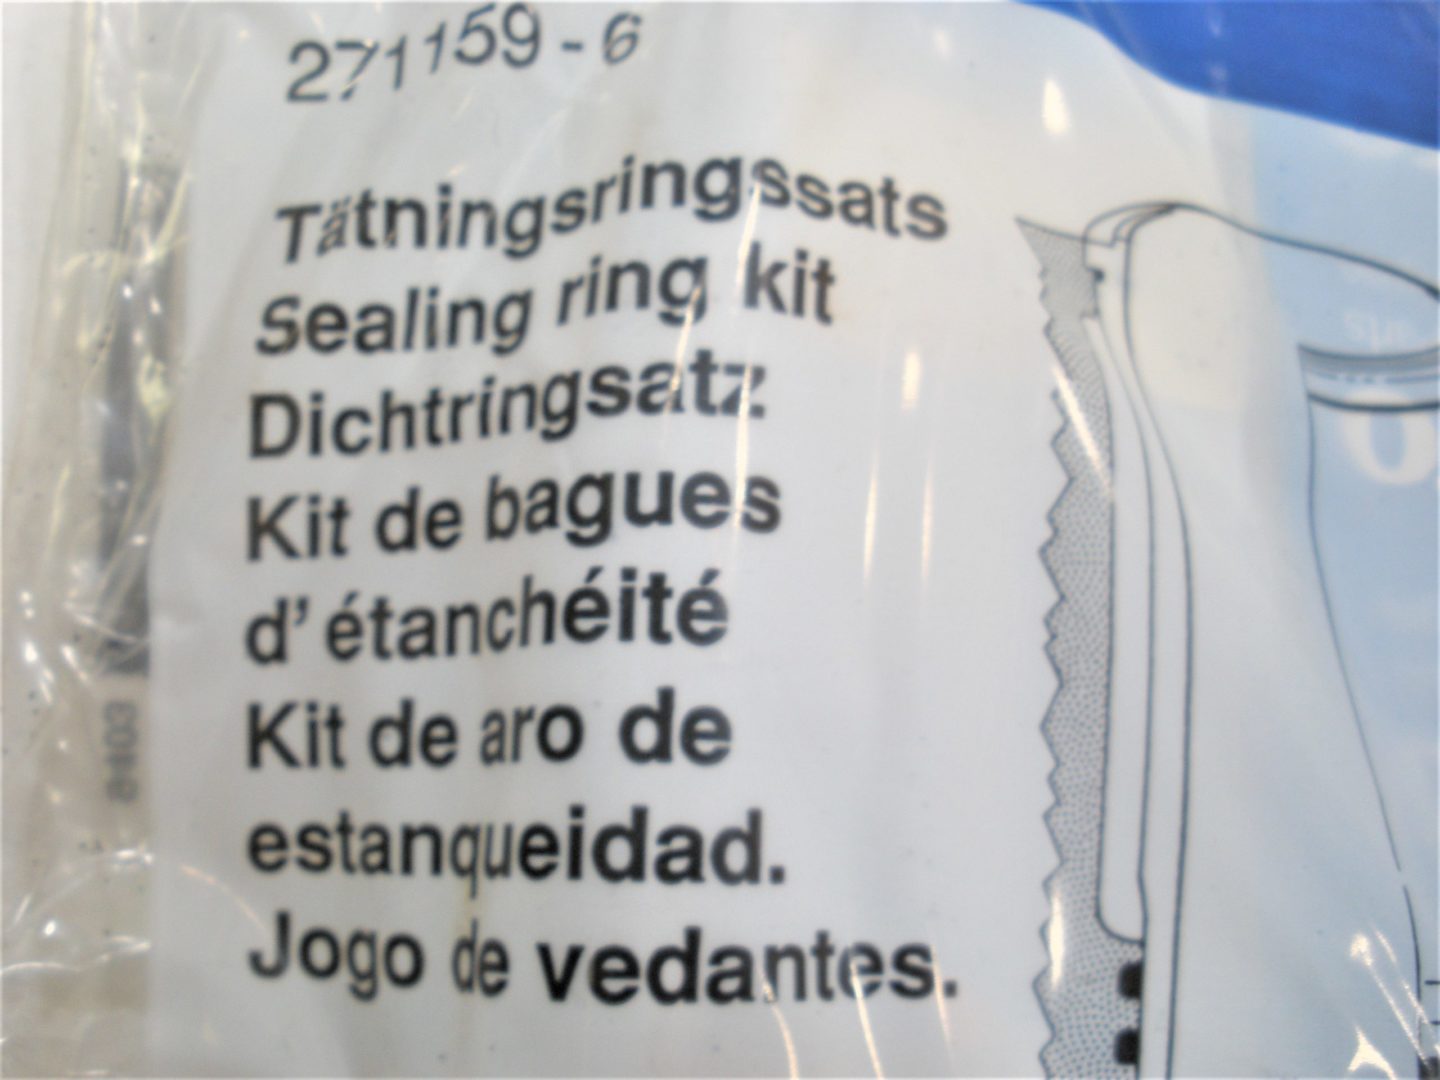 271159-6
Tätningsringssats
Sealing ring kit
Dichtringsatz
Kit de bagues
d' étanchéité
Kit de aro de
estanqueidad.
Jogo de vedantes.